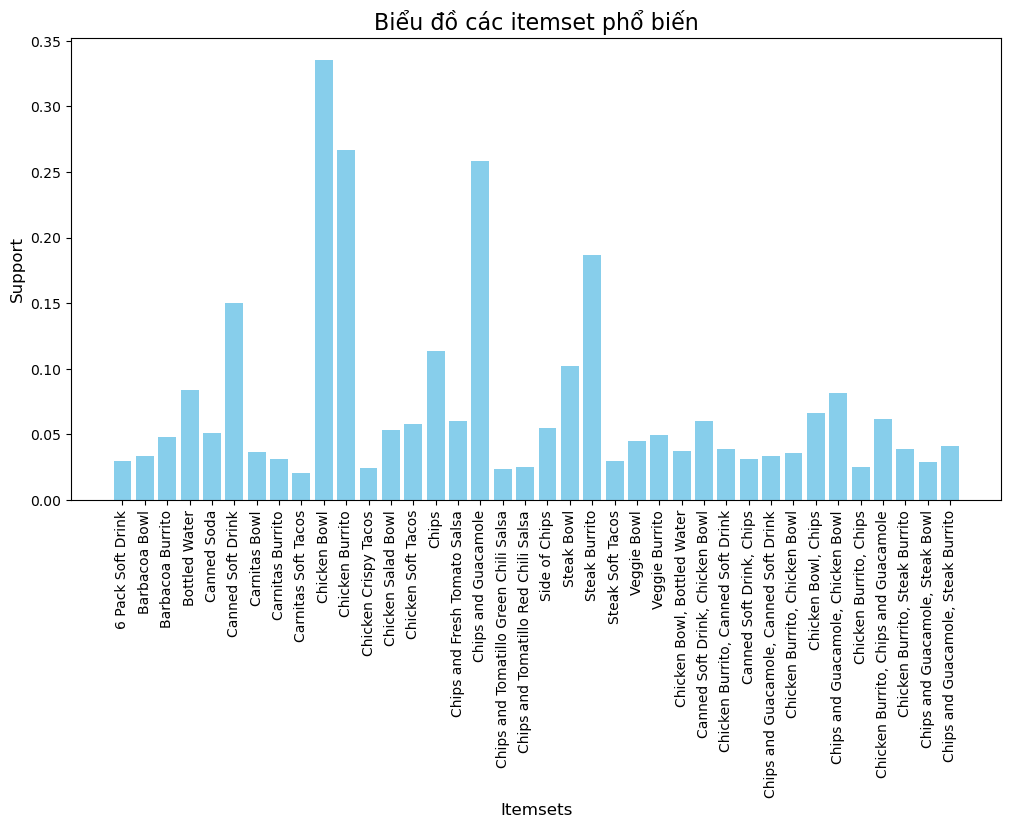 Biểu đồ các itemset phổ biến
Support
0.35
0.30
0.25
0.20
0.15
0.10
0.05
0.00
6 Pack Soft Drink
Barbacoa Bowl
Barbacoa Burrito
Bottled Water
Canned Soda
Canned Soft Drink
Carnitas Bowl
Carnitas Burrito
Carnitas Soft Tacos
Chicken Bowl
Chicken Burrito
Chicken Crispy Tacos
Chicken Salad Bowl
Chicken Soft Tacos
Chips
Chips and Fresh Tomato Salsa
Chips and Guacamole
Chips and Tomatillo Green Chili Salsa
Chips and Tomatillo Red Chili Salsa
Side of Chips
Steak Bowl
Steak Burrito
Steak Soft Tacos
Veggie Bowl
Veggie Burrito
Chicken Bowl, Bottled Water
Canned Soft Drink, Chicken Bowl
Chicken Burrito, Canned Soft Drink
Canned Soft Drink, Chips
Chips and Guacamole, Canned Soft Drink
Chicken Burrito, Chicken Bowl
Chicken Bowl, Chips
Chips and Guacamole, Chicken Bowl
Chicken Burrito, Chips
Chicken Burrito, Chips and Guacamole
Chicken Burrito, Steak Burrito
Chips and Guacamole, Steak Bowl
Chips and Guacamole, Steak Burrito
Itemsets